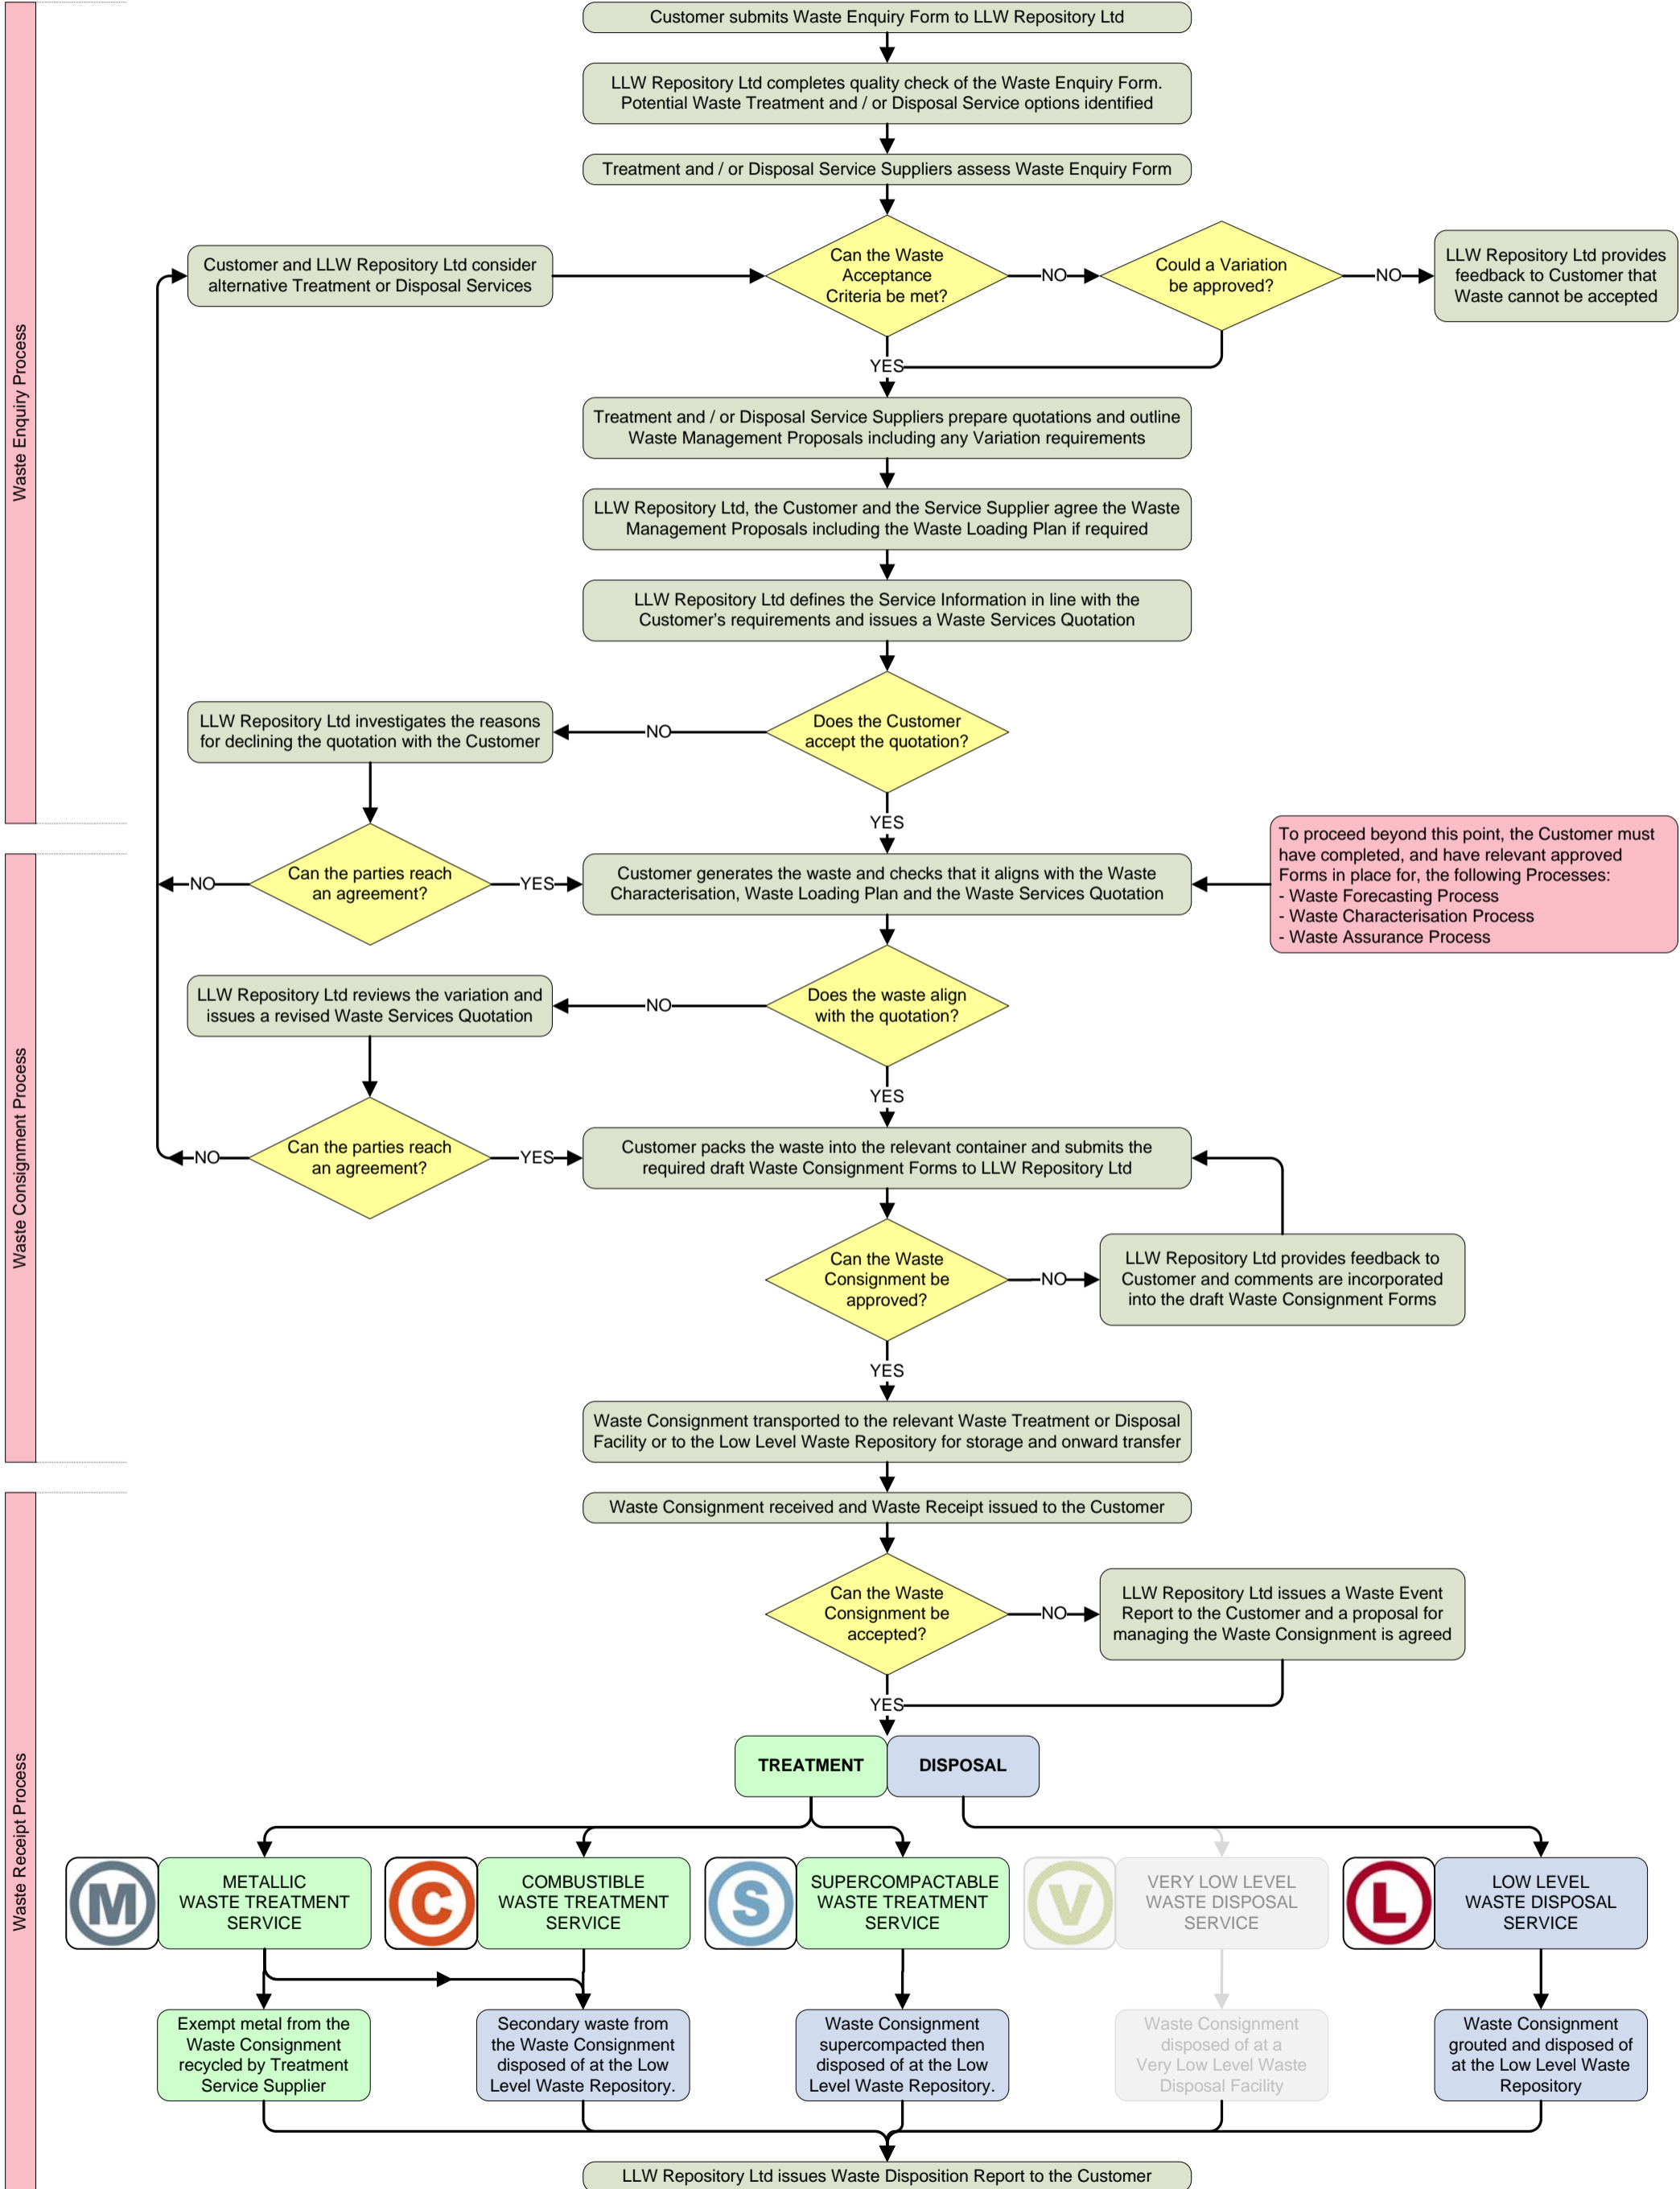 Waste Enquiry Process
Customer submits Waste Enquiry Form to LLW Repository Ltd
LLW Repository Ltd completes quality check of the Waste Enquiry Form.
Potential Waste Treatment and / or Disposal Service options identified
Treatment and / or Disposal Service Suppliers assess Waste Enquiry Form
Customer and LLW Repository Ltd consider
alternative Treatment or Disposal Services
Can the Waste
Acceptance
Criteria be met?
NO
Could a Variation
be approved?
NO
LLW Repository Ltd provides
feedback to Customer that
Waste cannot be accepted
YES
Treatment and / or Disposal Service Suppliers prepare quotations and outline
Waste Management Proposals including any Variation requirements
LLW Repository Ltd, the Customer and the Service Supplier agree the Waste
Management Proposals including the Waste Loading Plan if required
LLW Repository Ltd defines the Service Information in line with the
Customer's requirements and issues a Waste Services Quotation
LLW Repository Ltd investigates the reasons
for declining the quotation with the Customer
NO
Does the Customer
accept the quotation?
YES
Waste Consignment Process
NO
Can the parties reach
an agreement?
YES
Customer generates the waste and checks that it aligns with the Waste
Characterisation, Waste Loading Plan and the Waste Services Quotation
To proceed beyond this point, the Customer must
have completed, and have relevant approved
Forms in place for, the following Processes:
- Waste Forecasting Process
- Waste Characterisation Process
- Waste Assurance Process
LLW Repository Ltd reviews the variation and
issues a revised Waste Services Quotation
NO
Does the waste align
with the quotation?
YES
NO
Can the parties reach
an agreement?
YES
Customer packs the waste into the relevant container and submits the
required draft Waste Consignment Forms to LLW Repository Ltd
Can the Waste
Consignment be
approved?
NO
LLW Repository Ltd provides feedback to
Customer and comments are incorporated
into the draft Waste Consignment Forms
YES
Waste Consignment transported to the relevant Waste Treatment or Disposal
Facility or to the Low Level Waste Repository for storage and onward transfer
Waste Receipt Process
Waste Consignment received and Waste Receipt issued to the Customer
Can the Waste
Consignment be
accepted?
NO
LLW Repository Ltd issues a Waste Event
Report to the Customer and a proposal for
managing the Waste Consignment is agreed
YES
TREATMENT
DISPOSAL
M
METALLIC
WASTE TREATMENT
SERVICE
C
COMBUSTIBLE
WASTE TREATMENT
SERVICE
S
SUPERCOMPACTABLE
WASTE TREATMENT
SERVICE
V
VERY LOW LEVEL
WASTE DISPOSAL
SERVICE
L
LOW LEVEL
WASTE DISPOSAL
SERVICE
Exempt metal from the
Waste Consignment
recycled by Treatment
Service Supplier
Secondary waste from
the Waste Consignment
disposed of at the Low
Level Waste Repository.
Waste Consignment
supercompacted then
disposed of at the Low
Level Waste Repository.
Waste Consignment
disposed of at a
Very Low Level Waste
Disposal Facility
Waste Consignment
grouted and disposed of
at the Low Level Waste
Repository
LLW Repository Ltd issues Waste Disposition Report to the Customer